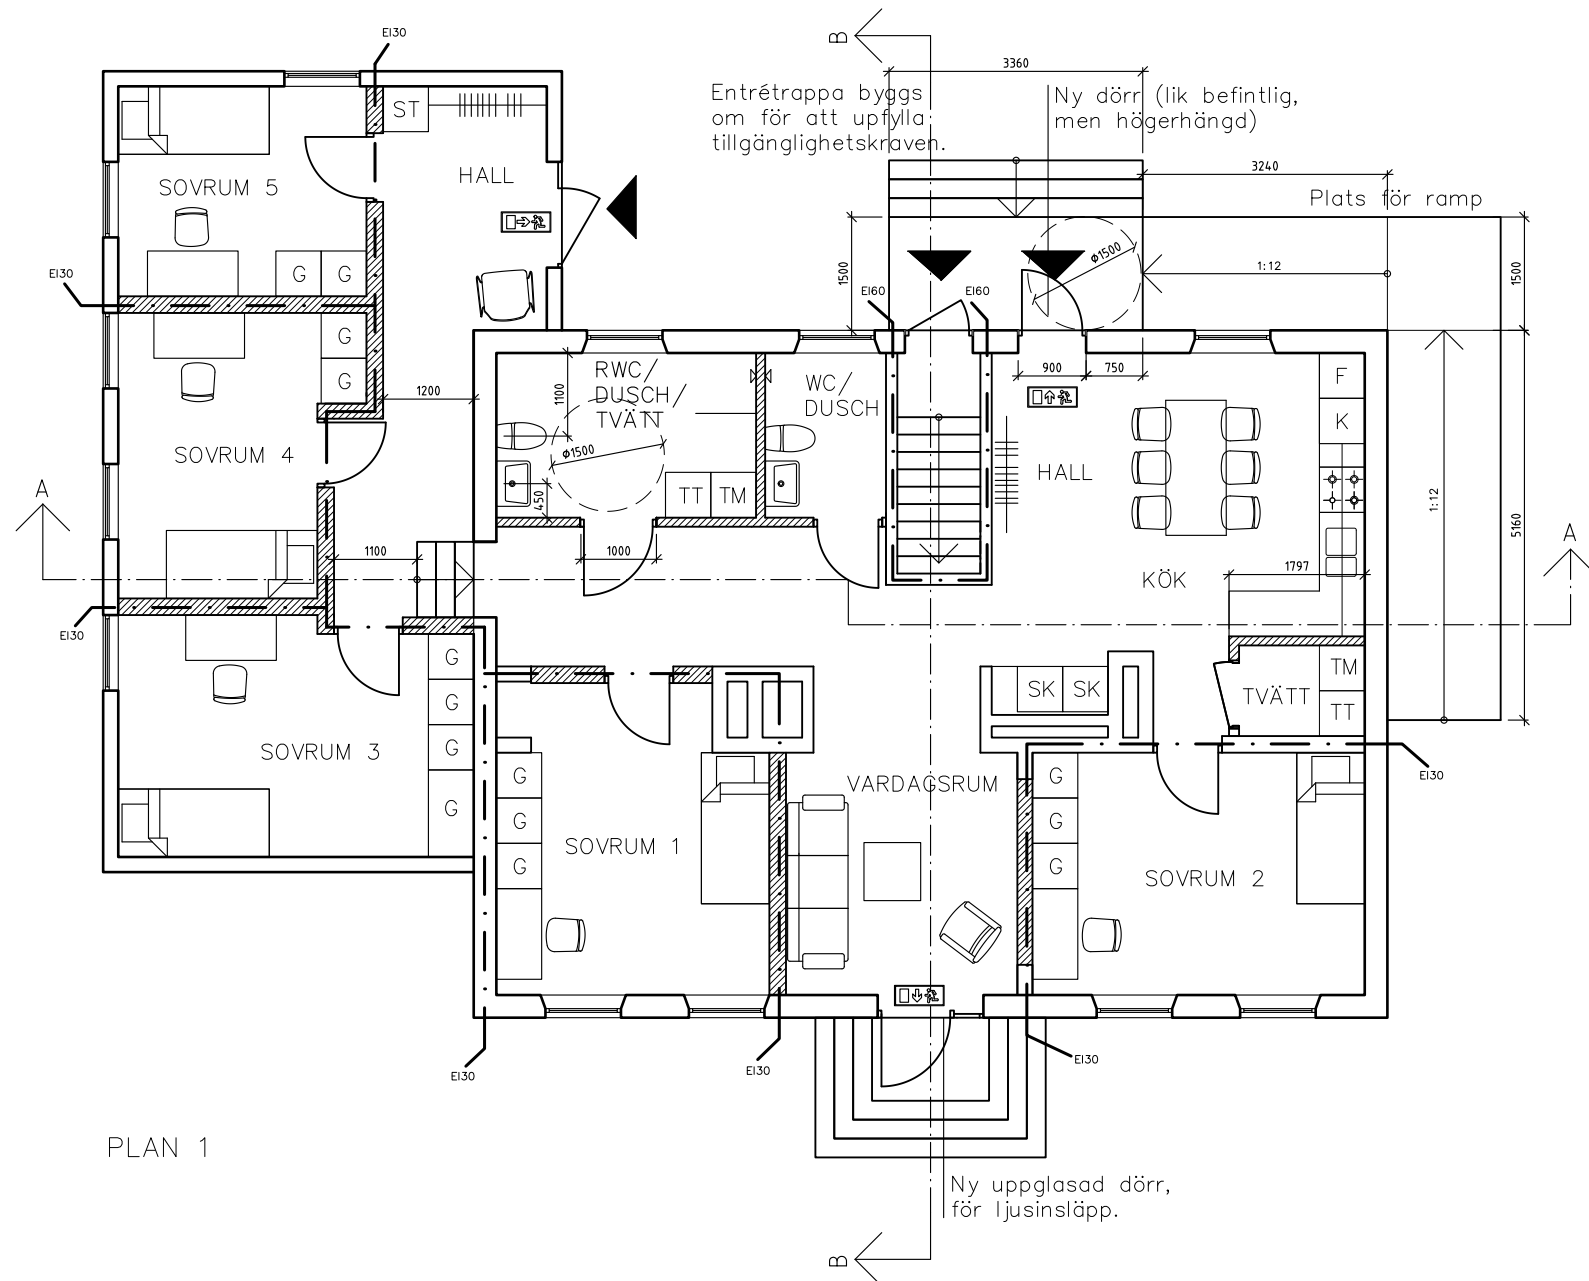 EI30
B
3360
Entrétrappa byggs
om för att upfylla
tillgänglighetskraven.
Ny dörr (lik befintlig,
men högerhängd)
ST
3240
SOVRUM 5
HALL
Plats för ramp
EI30
G
G
1500
ø1500
1:12
1500
EI60
EI60
G
G
1200
RWC/
DUSCH/
TVÄTT
1100
WC/
DUSCH
900
750
F
K
SOVRUM 4
ø1500
450
TT
TM
HALL
1:12
5160
A
A
1100
1000
KÖK
1797
EI30
G
G
G
G
SOVRUM 3
SK
SK
TVÄTT
TM
TT
G
G
G
SOVRUM 1
VARDAGSRUM
G
G
G
SOVRUM 2
EI30
EI30
EI30
EI30
PLAN 1
Ny uppglasad dörr,
för ljusinsläpp.
B